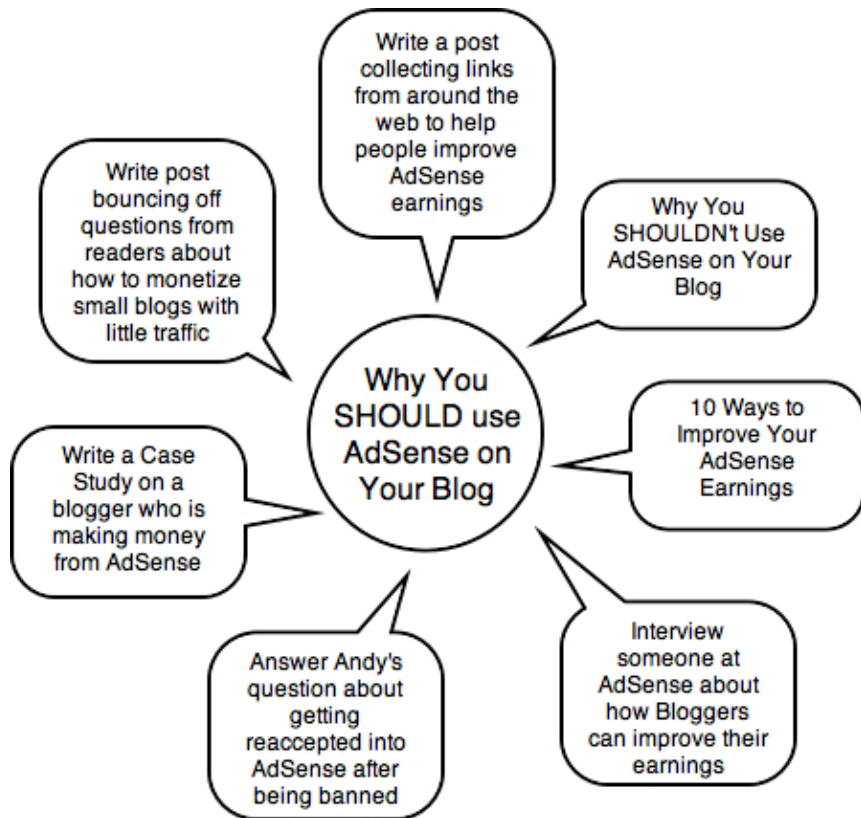 Write a post
collecting links
from around the
web to help
people improve
AdSense
earnings
Write post
bouncing off
questions from
readers about
how to monetize
small blogs with
little traffic
Why You
SHOULDN't Use
AdSense on Your
Blog
Why You
SHOULD use
AdSense on
Your Blog
10 Ways to
Improve Your
AdSense
Earnings
Write a Case
Study on a
blogger who is
making money
from AdSense
Interview
someone at
AdSense about
how Bloggers
can improve their
earnings
Answer Andy's
question about
getting
reaccepted into
AdSense after
being banned